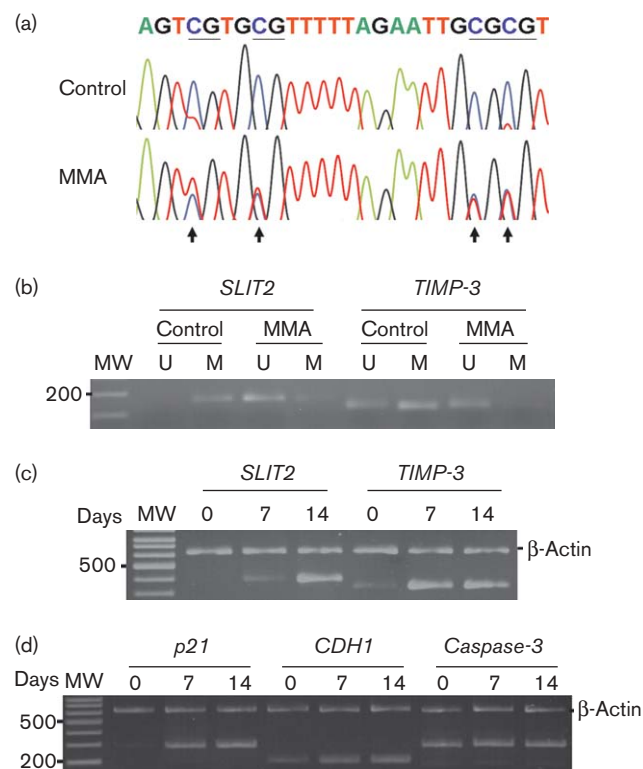 (a)
AGTCGTGCGTTTTTAGAATTGCGCGT
Control
MMA
(b)
SLIT2 TIMP-3
Control MMA Control MMA
MW U M U M U M U M
200
(c)
SLIT2 TIMP-3
Days MW 0 7 14 0 7 14
β-Actin
500
(d)
p21 CDH1 Caspase-3
Days MW 0 7 14 0 7 14 0 7 14
β-Actin
500
200